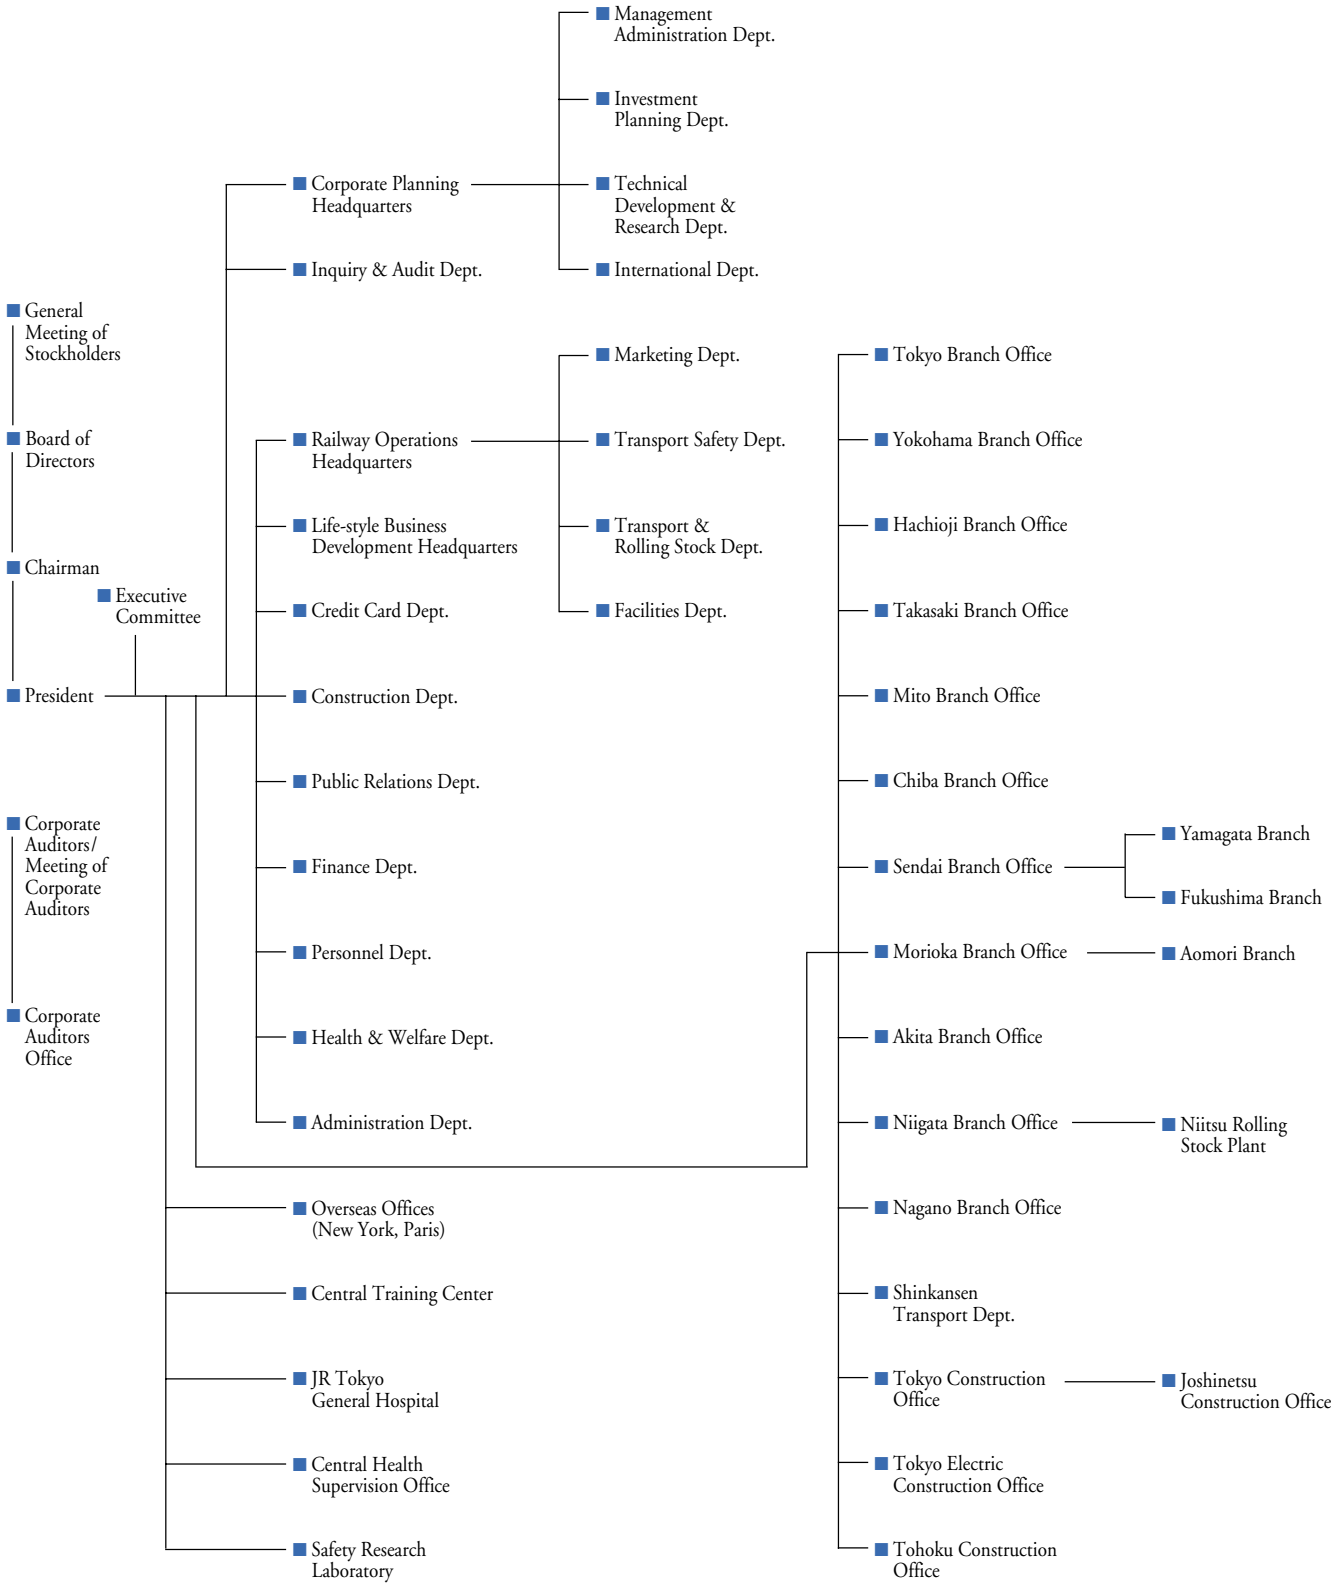 General
Meeting of
Stockholders
Board of
Directors
Chairman
Executive
Committee
President
Corporate
Auditors/
Meeting of
Corporate
Auditors
Corporate
Auditors
Office
Corporate Planning
Headquarters
Inquiry & Audit Dept.
Railway Operations
Headquarters
Life-style Business
Development Headquarters
Credit Card Dept.
Construction Dept.
Public Relations Dept.
Finance Dept.
Personnel Dept.
Health & Welfare Dept.
Administration Dept.
Overseas Offices
(New York, Paris)
Central Training Center
JR Tokyo
General Hospital
Central Health
Supervision Office
Safety Research
Laboratory
Management
Administration Dept.
Investment
Planning Dept.
Technical
Development &
Research Dept.
International Dept.
Marketing Dept.
Transport Safety Dept.
Transport &
Rolling Stock Dept.
Facilities Dept.
Tokyo Branch Office
Yokohama Branch Office
Hachioji Branch Office
Takasaki Branch Office
Mito Branch Office
Chiba Branch Office
Sendai Branch Office
Morioka Branch Office
Akita Branch Office
Niigata Branch Office
Nagano Branch Office
Shinkansen
Transport Dept.
Tokyo Construction
Office
Tokyo Electric
Construction Office
Tohoku Construction
Office
Yamagata Branch
Fukushima Branch
Aomori Branch
Niitsu Rolling
Stock Plant
Joshinetsu
Construction Office